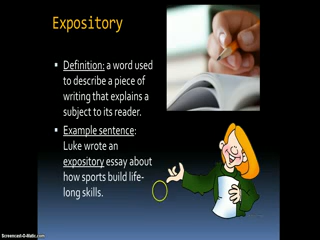 Expository
▪ Definition: a word used
to describe a piece of
writing that explains a
subject to its reader.
▪ Example sentence:
Luke wrote an
expository essay about
how sports build life-
long skills.
Screencast-O-Matic.com